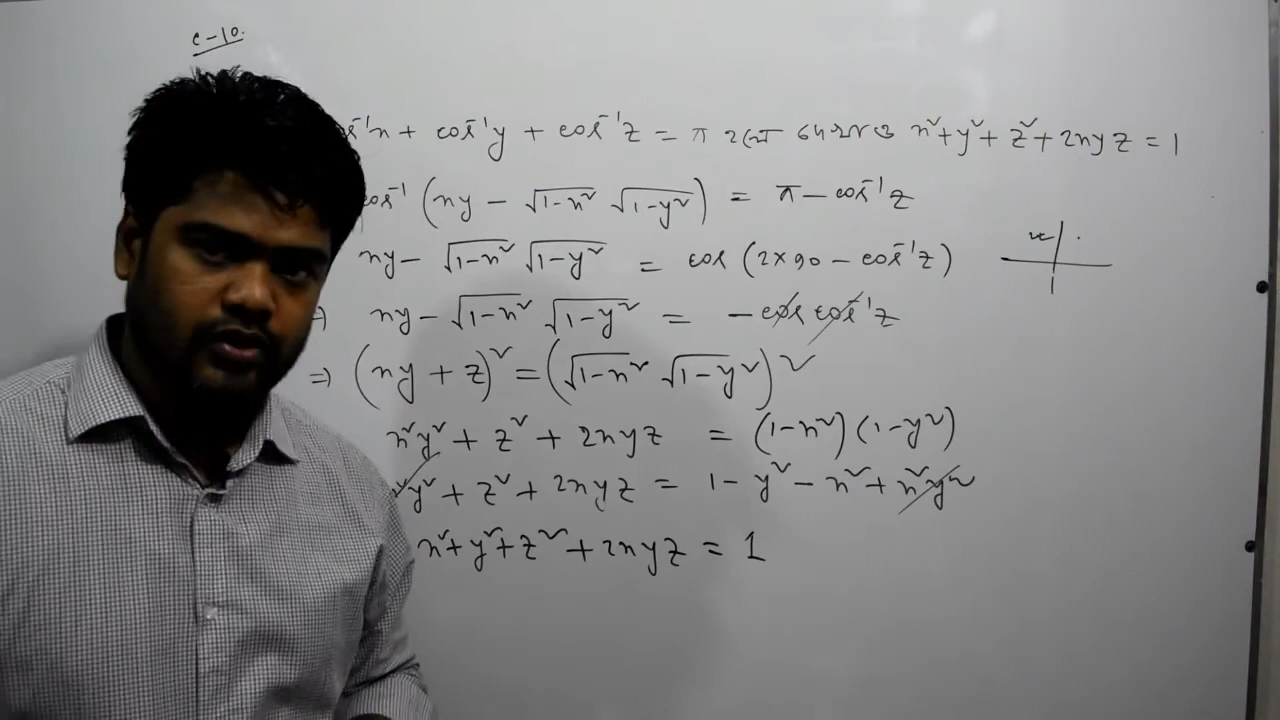 c-10.
cos⁻¹x + cos⁻¹y + cos⁻¹z = π হলে দেখাও x²+y²+z²+2xyz = 1
cos⁻¹(xy - √1-x² √1-y²) = π - cos⁻¹z
xy - √1-x² √1-y² = cos (2×90 - cos⁻¹z)
⇒ xy - √1-x² √1-y² = - cos cos⁻¹z
⇒ (xy + z)² = (√1-x² √1-y²)²
x²y² + z² + 2xyz = (1-x²)(1-y²)
x²y² + z² + 2xyz = 1 - y² - x² + x²y²
x²+y²+z²+2xyz = 1